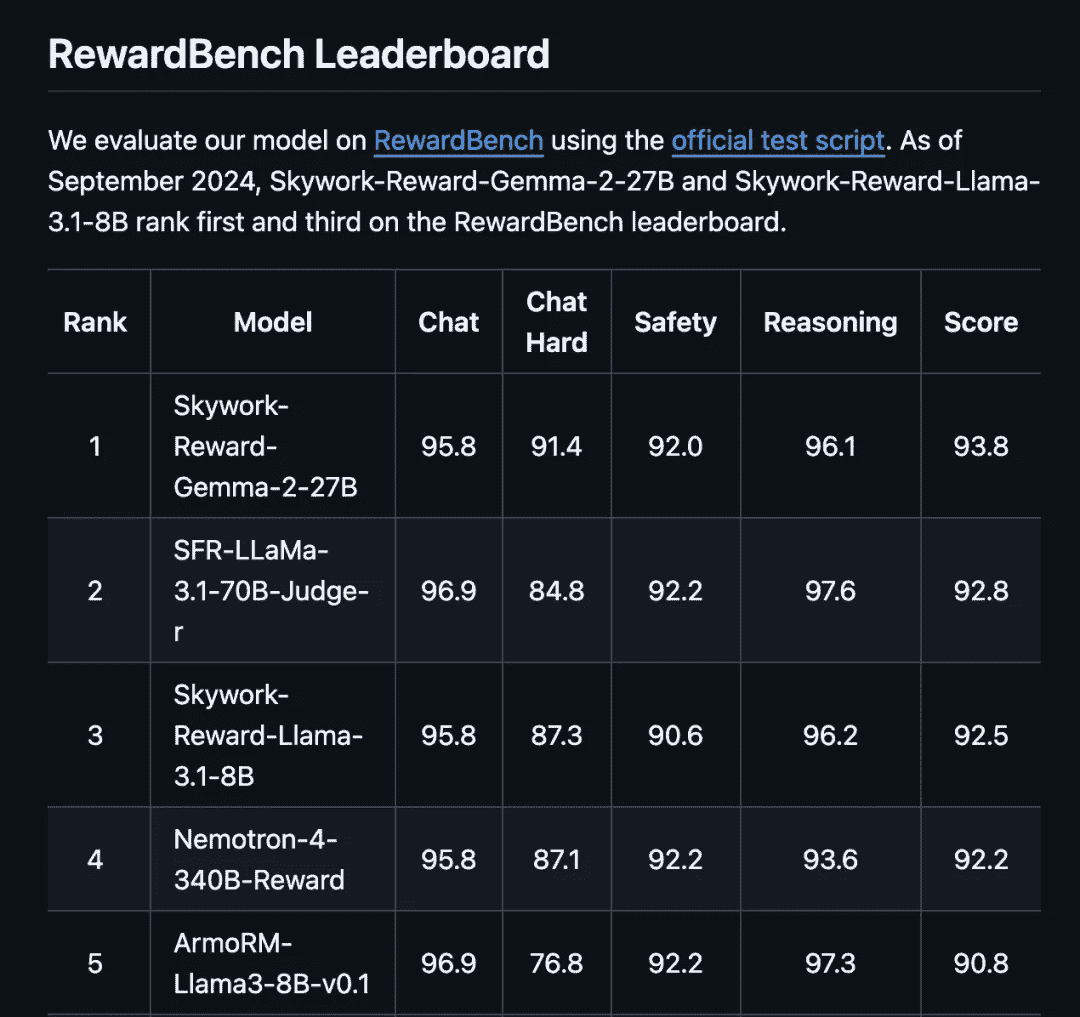 RewardBench Leaderboard
We evaluate our model on RewardBench using the official test script. As of
September 2024, Skywork-Reward-Gemma-2-27B and Skywork-Reward-Llama-
3.1-8B rank first and third on the RewardBench leaderboard.
Rank Model Chat Chat Hard Safety Reasoning Score
1 Skywork-Reward-Gemma-2-27B 95.8 91.4 92.0 96.1 93.8
2 SFR-LLaMa-3.1-70B-Judge-r 96.9 84.8 92.2 97.6 92.8
3 Skywork-Reward-Llama-3.1-8B 95.8 87.3 90.6 96.2 92.5
4 Nemotron-4-340B-Reward 95.8 87.1 92.2 93.6 92.2
5 ArmoRM-Llama3-8B-v0.1 96.9 76.8 92.2 97.3 90.8